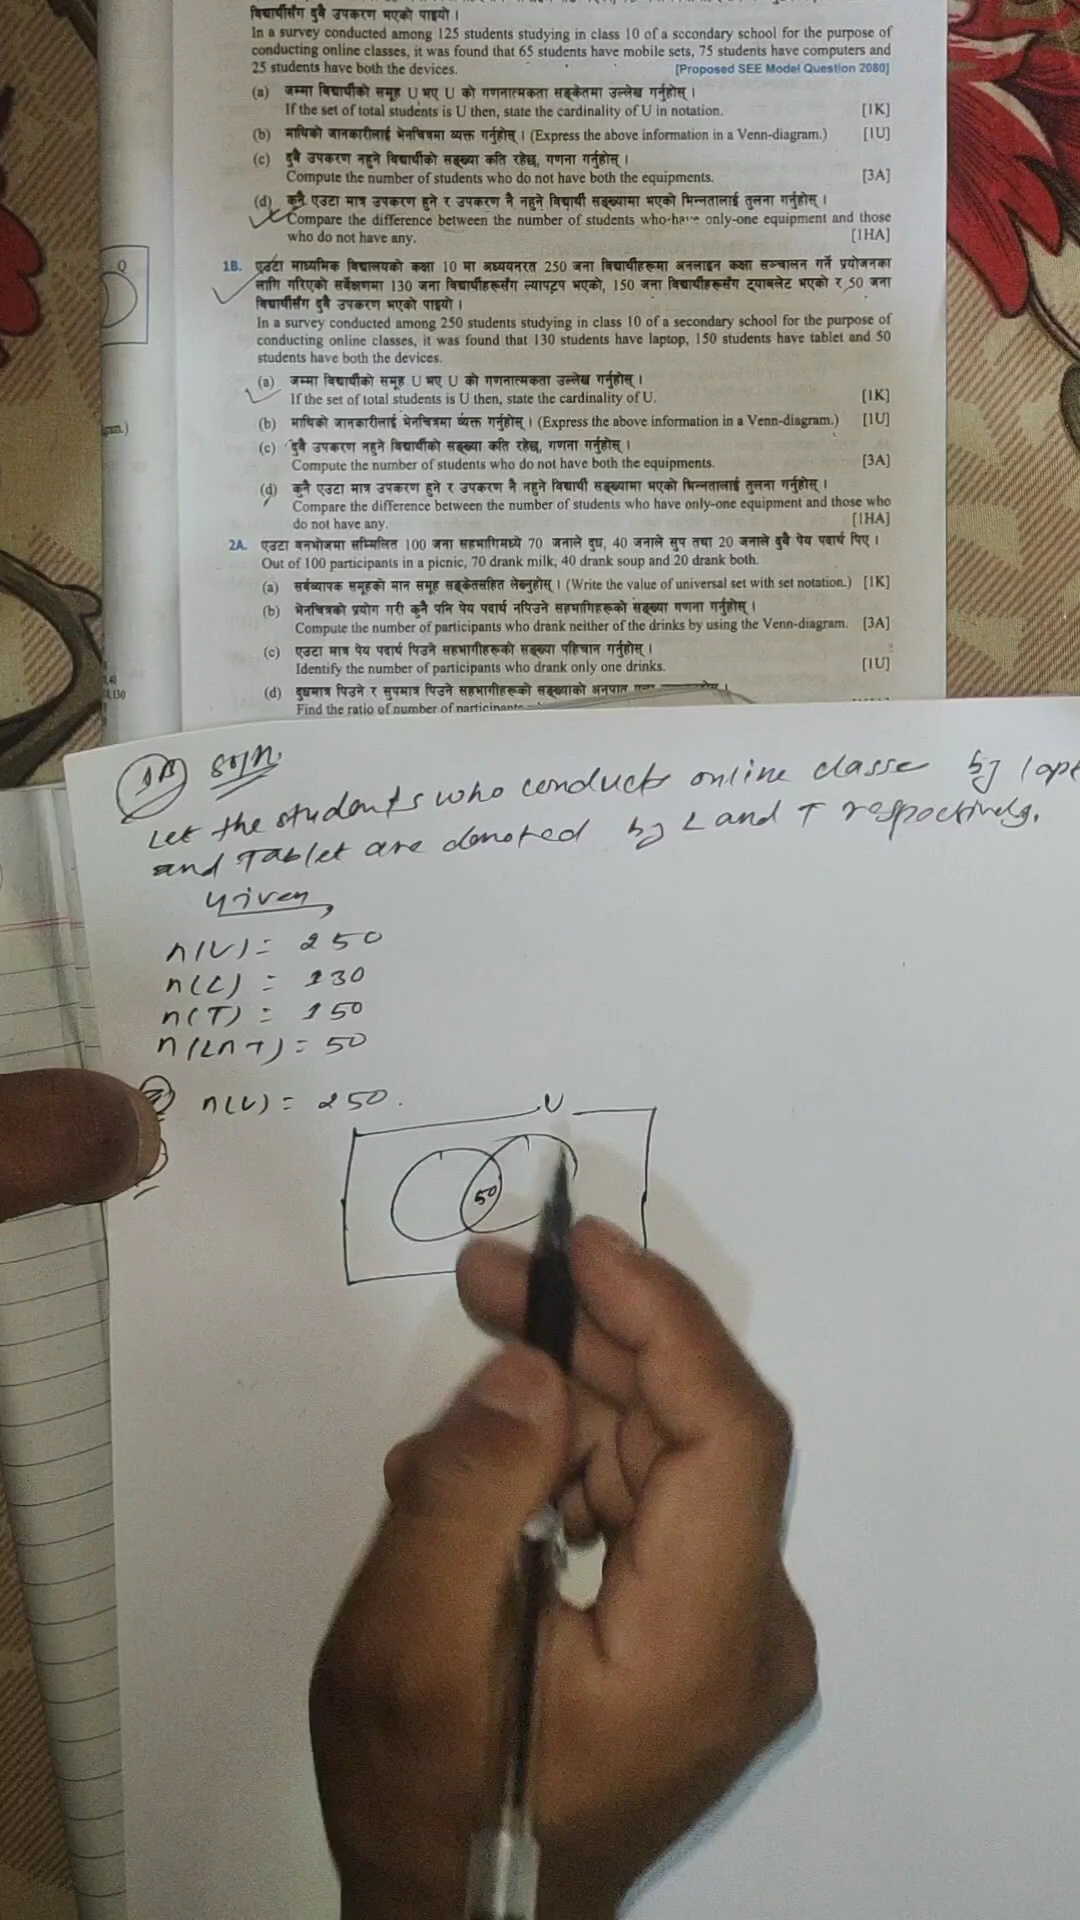 विद्यार्थीसँग दुवै उपकरण भएको पाइयो ।
In a survey conducted among 125 students studying in class 10 of a secondary school for the purpose of
conducting online classes, it was found that 65 students have mobile sets, 75 students have computers and
25 students have both the devices. [Proposed SEE Model Question 2080]
(a) जम्मा विद्यार्थीको समूह U भए U को गणनात्मकता सङ्केतमा उल्लेख गर्नुहोस् ।
If the set of total students is U then, state the cardinality of U in notation. [1K]
(b) माथिको जानकारीलाई भेनचित्रमा व्यक्त गर्नुहोस् । (Express the above information in a Venn-diagram.) [1U]
(c) दुवै उपकरण नहुने विद्यार्थीको सङ्ख्या कति रहेछ, गणना गर्नुहोस् ।
Compute the number of students who do not have both the equipments. [3A]
(d) कुनै एउटा मात्र उपकरण हुने र उपकरण नै नहुने विद्यार्थी सङ्ख्यामा भएको भिन्नतालाई तुलना गर्नुहोस् ।
Compare the difference between the number of students who have only-one equipment and those
who do not have any. [1HA]
Q
1B. एउटा माध्यमिक विद्यालयको कक्षा 10 मा अध्ययनरत 250 जना विद्यार्थीहरूमा अनलाइन कक्षा सञ्चालन गर्ने प्रयोजनका
लागि गरिएको सर्वेक्षणमा 130 जना विद्यार्थीहरूसँग ल्यापटप भएको, 150 जना विद्यार्थीहरूसँग ट्याबलेट भएको र 50 जना
विद्यार्थीसँग दुवै उपकरण भएको पाइयो ।
In a survey conducted among 250 students studying in class 10 of a secondary school for the purpose of
conducting online classes, it was found that 130 students have laptop, 150 students have tablet and 50
students have both the devices.
(a) जम्मा विद्यार्थीको समूह U भए U को गणनात्मकता उल्लेख गर्नुहोस् ।
If the set of total students is U then, state the cardinality of U. [1K]
(b) माथिको जानकारीलाई भेनचित्रमा व्यक्त गर्नुहोस् । (Express the above information in a Venn-diagram.) [1U]
(c) दुवै उपकरण नहुने विद्यार्थीको सङ्ख्या कति रहेछ, गणना गर्नुहोस् ।
Compute the number of students who do not have both the equipments. [3A]
(d) कुनै एउटा मात्र उपकरण हुने र उपकरण नै नहुने विद्यार्थी सङ्ख्यामा भएको भिन्नतालाई तुलना गर्नुहोस् ।
Compare the difference between the number of students who have only-one equipment and those who
do not have any. [1HA]
2A. एउटा वनभोजमा सम्मिलित 100 जना सहभागिमध्ये 70 जनाले दुध, 40 जनाले सुप तथा 20 जनाले दुवै पेय पदार्थ पिए ।
Out of 100 participants in a picnic, 70 drank milk, 40 drank soup and 20 drank both.
(a) सर्वव्यापक समूहको मान समूह सङ्केतसहित लेख्नुहोस् । (Write the value of universal set with set notation.) [1K]
(b) भेनचित्रको प्रयोग गरी कुनै पनि पेय पदार्थ नपिउने सहभागिहरूको सङ्ख्या गणना गर्नुहोस् ।
Compute the number of participants who drank neither of the drinks by using the Venn-diagram. [3A]
(c) एउटा मात्र पेय पदार्थ पिउने सहभागीहरूको सङ्ख्या पहिचान गर्नुहोस् ।
Identify the number of participants who drank only one drinks. [1U]
(d) दुधमात्र पिउने र सुपमात्र पिउने सहभागीहरूको सङ्ख्याको अनुपात
Find the ratio of number of participants
1B soln.
Let the students who conducts online classe by lapt
and Tablet are denoted by L and T respectively.
Given,
n(U) = 250
n(L) = 130
n(T) = 150
n(L∩T) = 50
n(U) = 250.
U
50